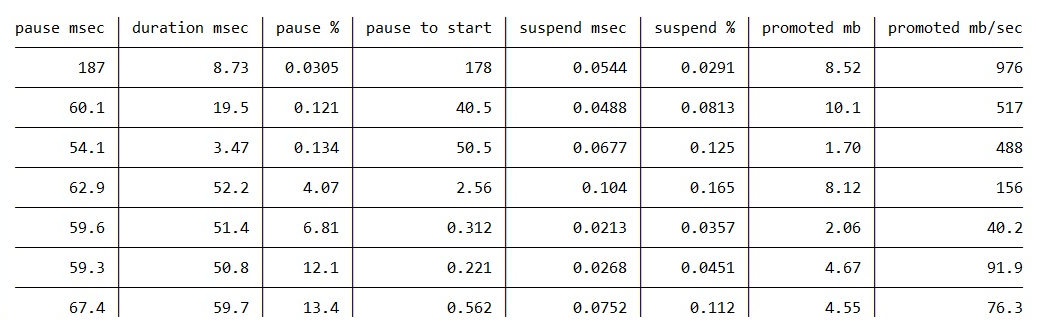 pause msec duration msec pause % pause to start suspend msec suspend % promoted mb promoted mb/sec
187 8.73 0.0305 178 0.0544 0.0291 8.52 976
60.1 19.5 0.121 40.5 0.0488 0.0813 10.1 517
54.1 3.47 0.134 50.5 0.0677 0.125 1.70 488
62.9 52.2 4.07 2.56 0.104 0.165 8.12 156
59.6 51.4 6.81 0.312 0.0213 0.0357 2.06 40.2
59.3 50.8 12.1 0.221 0.0268 0.0451 4.67 91.9
67.4 59.7 13.4 0.562 0.0752 0.112 4.55 76.3